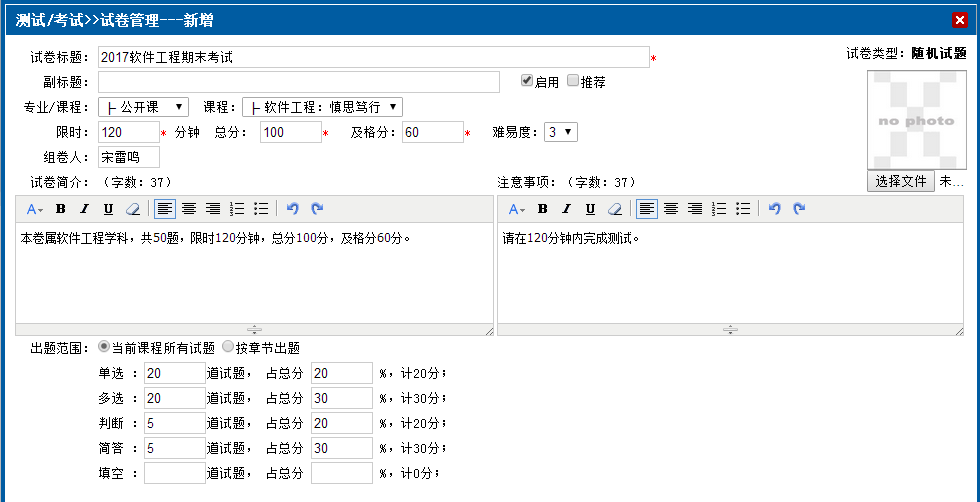 测试/考试>>试卷管理---新增
试卷标题： 2017软件工程期末考试 * 试卷类型：随机试题
副标题： 启用 推荐
专业/课程： ├ 公开课 课程： ├ 软件工程：慎思笃行
限时： 120 * 分钟 总分： 100 * 及格分： 60 * 难易度： 3
no photo
组卷人： 宋雷鸣
试卷简介：（字数：37） 注意事项：（字数：37） 选择文件 未...
A B I U A B I U
本卷属软件工程学科，共50题，限时120分钟，总分100分，及格分60分。 请在120分钟内完成测试。
出题范围： 当前课程所有试题 按章节出题
单选 ： 20 道试题， 占总分 20 %，计20分；
多选 ： 20 道试题， 占总分 30 %，计30分；
判断 ： 5 道试题， 占总分 20 %，计20分；
简答 ： 5 道试题， 占总分 30 %，计30分；
填空 ： 道试题， 占总分 %，计0分；